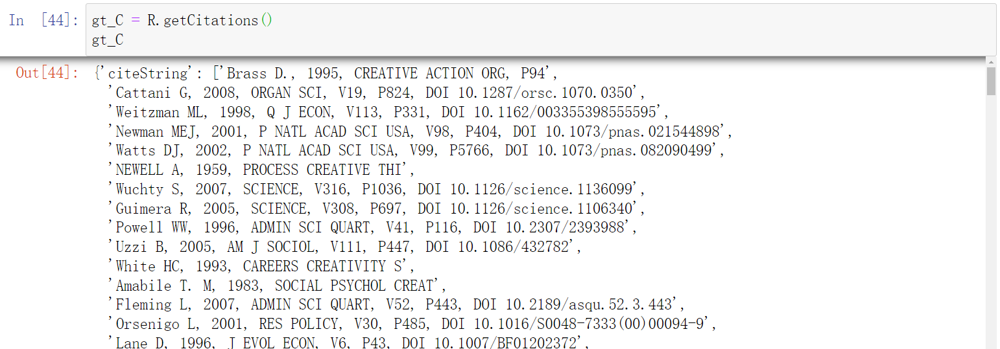 In [44]: gt_C = R.getCitations()
gt_C
Out[44]: {'citeString': ['Brass D., 1995, CREATIVE ACTION ORG, P94',
'Cattani G, 2008, ORGAN SCI, V19, P824, DOI 10.1287/orsc.1070.0350',
'Weitzman ML, 1998, Q J ECON, V113, P331, DOI 10.1162/003355398555595',
'Newman MEJ, 2001, P NATL ACAD SCI USA, V98, P404, DOI 10.1073/pnas.021544898',
'Watts DJ, 2002, P NATL ACAD SCI USA, V99, P5766, DOI 10.1073/pnas.082090499',
'NEWELL A, 1959, PROCESS CREATIVE THI',
'Wuchty S, 2007, SCIENCE, V316, P1036, DOI 10.1126/science.1136099',
'Guimera R, 2005, SCIENCE, V308, P697, DOI 10.1126/science.1106340',
'Powell WW, 1996, ADMIN SCI QUART, V41, P116, DOI 10.2307/2393988',
'Uzzi B, 2005, AM J SOCIOL, V111, P447, DOI 10.1086/432782',
'White HC, 1993, CAREERS CREATIVITY S',
'Amabile T. M, 1983, SOCIAL PSYCHOL CREAT',
'Fleming L, 2007, ADMIN SCI QUART, V52, P443, DOI 10.2189/asqu.52.3.443',
'Orsenigo L, 2001, RES POLICY, V30, P485, DOI 10.1016/S0048-7333(00)00094-9',
'Lane D, 1996, J EVOL ECON, V6, P43, DOI 10.1007/BF01202372',